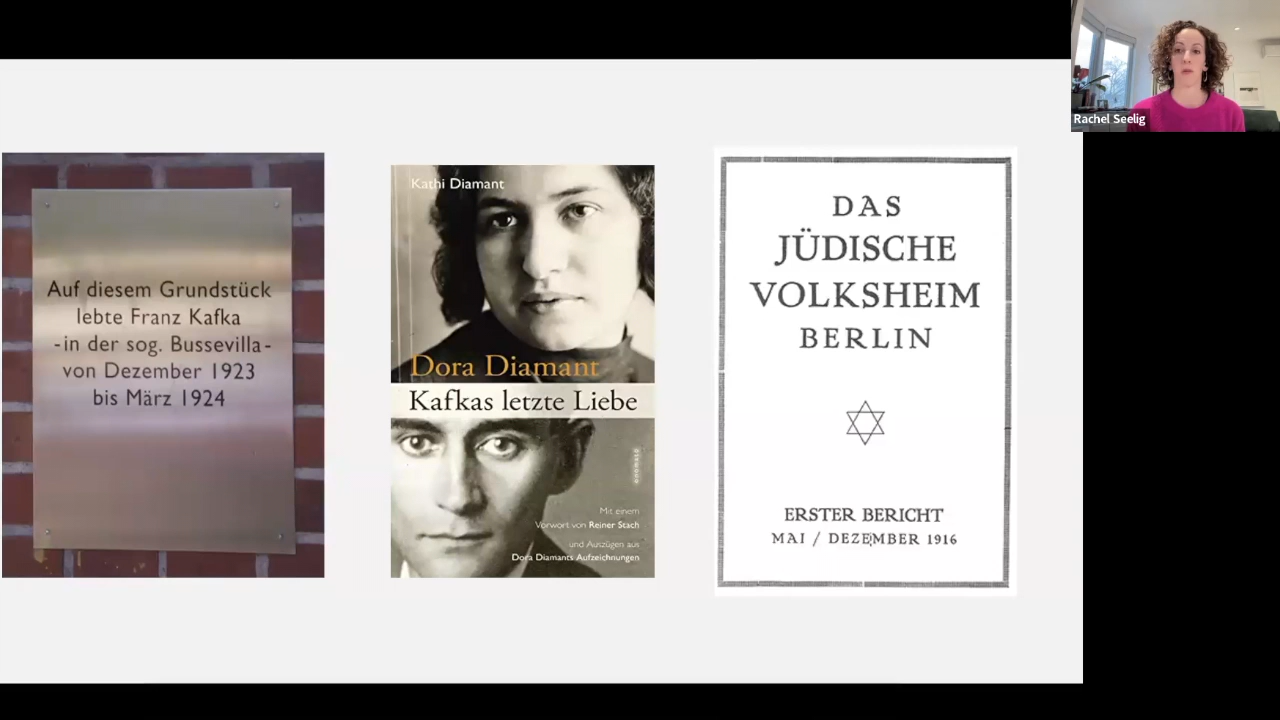 Rachel Seelig
Auf diesem Grundstück
lebte Franz Kafka
-in der sog. Bussevilla-
von Dezember 1923
bis März 1924
Kathi Diamant
Dora Diamant
Kafkas letzte Liebe
Mit einem
Vorwort von Reiner Stach
und Auszügen aus
Dora Diamants Aufzeichnungen
DAS
JÜDISCHE
VOLKSHEIM
BERLIN
ERSTER BERICHT
MAI / DEZEMBER 1916